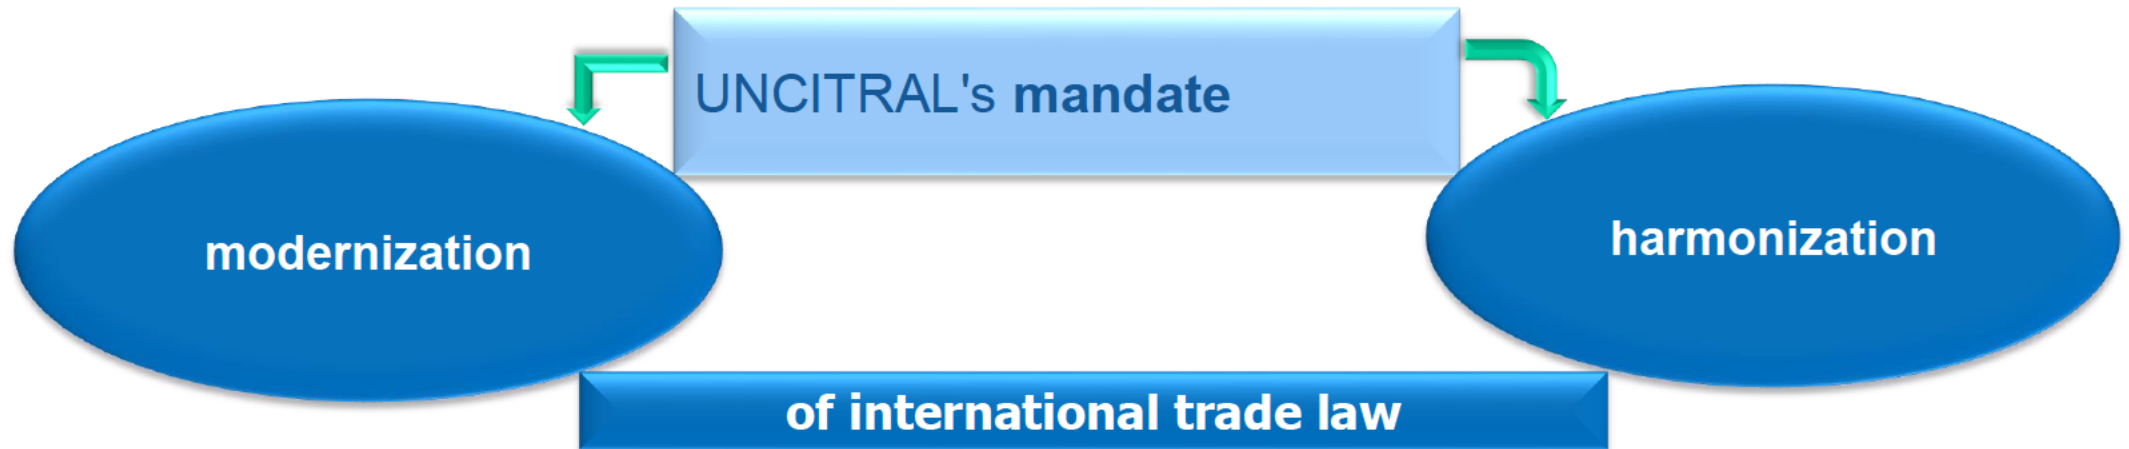 UNCITRAL's mandate
modernization
harmonization
of international trade law